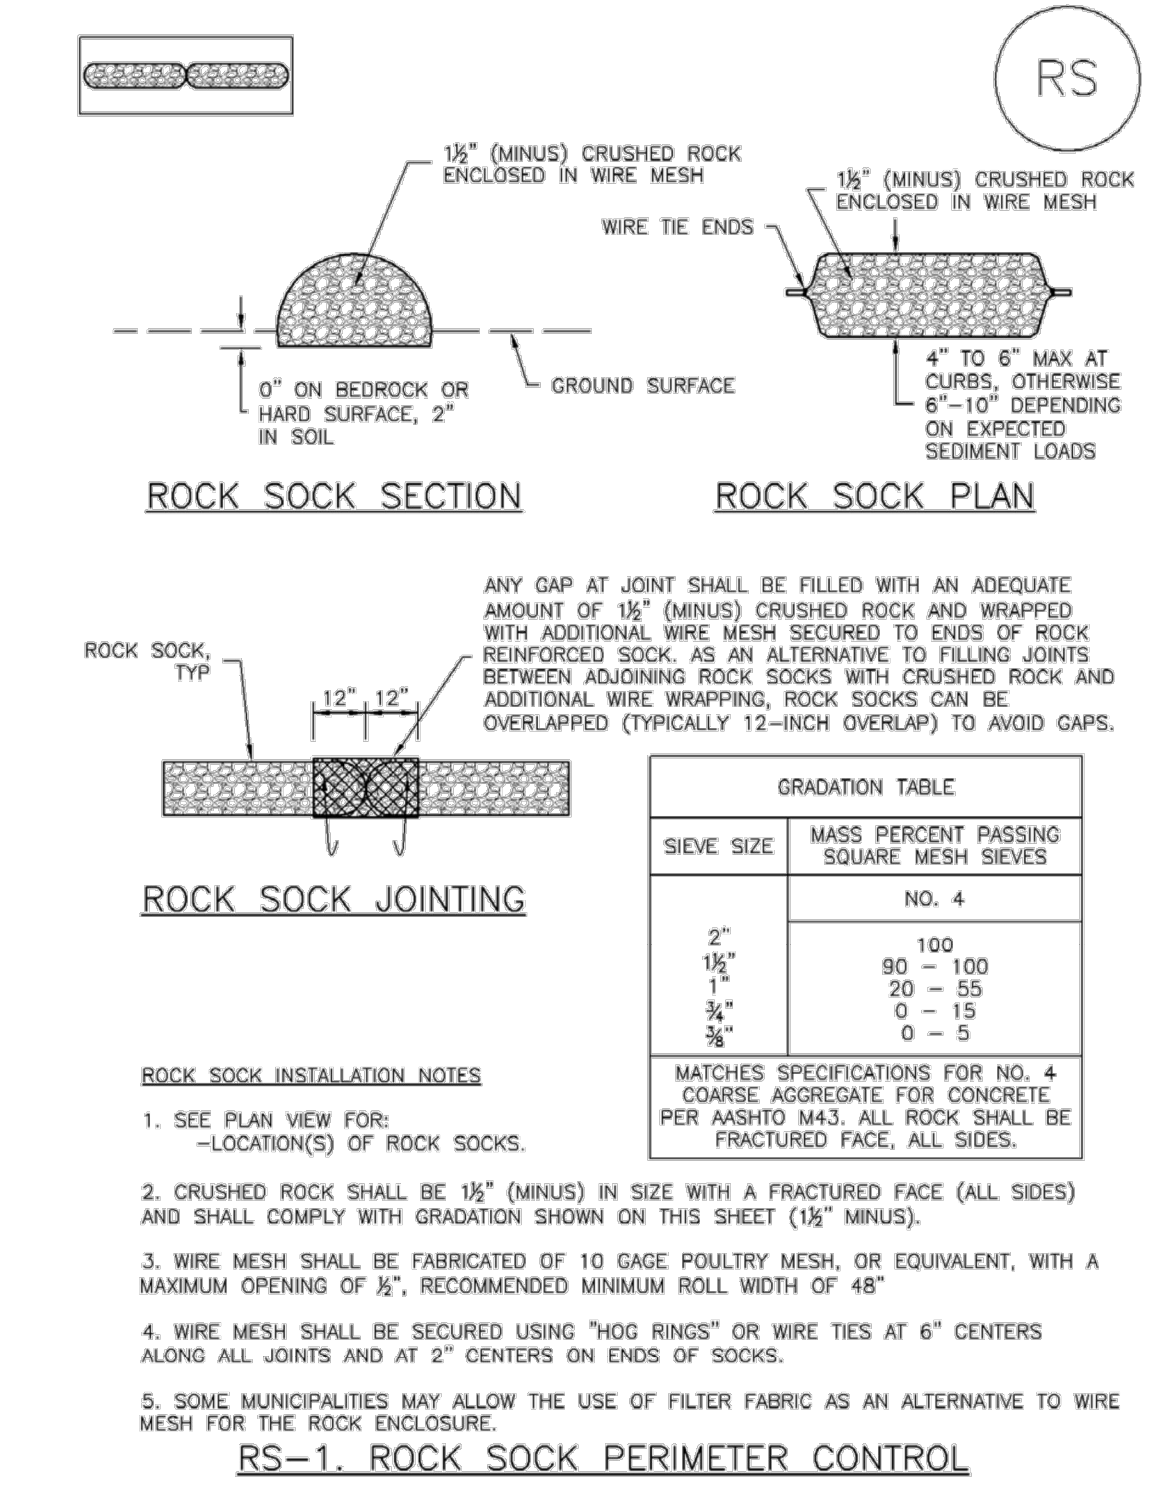 RS
1½" (MINUS) CRUSHED ROCK
ENCLOSED IN WIRE MESH
1½" (MINUS) CRUSHED ROCK
ENCLOSED IN WIRE MESH
WIRE TIE ENDS
0" ON BEDROCK OR
HARD SURFACE, 2"
IN SOIL
GROUND SURFACE
4" TO 6" MAX AT
CURBS, OTHERWISE
6"-10" DEPENDING
ON EXPECTED
SEDIMENT LOADS
ROCK SOCK SECTION
ROCK SOCK PLAN
ANY GAP AT JOINT SHALL BE FILLED WITH AN ADEQUATE
AMOUNT OF 1½" (MINUS) CRUSHED ROCK AND WRAPPED
WITH ADDITIONAL WIRE MESH SECURED TO ENDS OF ROCK
REINFORCED SOCK. AS AN ALTERNATIVE TO FILLING JOINTS
BETWEEN ADJOINING ROCK SOCKS WITH CRUSHED ROCK AND
ADDITIONAL WIRE WRAPPING, ROCK SOCKS CAN BE
OVERLAPPED (TYPICALLY 12-INCH OVERLAP) TO AVOID GAPS.
ROCK SOCK,
TYP
12" 12"
ROCK SOCK JOINTING
GRADATION TABLE
SIEVE SIZE
MASS PERCENT PASSING
SQUARE MESH SIEVES
NO. 4
2" 100
1½" 90 - 100
1" 20 - 55
¾" 0 - 15
⅜" 0 - 5
MATCHES SPECIFICATIONS FOR NO. 4
COARSE AGGREGATE FOR CONCRETE
PER AASHTO M43. ALL ROCK SHALL BE
FRACTURED FACE, ALL SIDES.
ROCK SOCK INSTALLATION NOTES
1. SEE PLAN VIEW FOR:
-LOCATION(S) OF ROCK SOCKS.
2. CRUSHED ROCK SHALL BE 1½" (MINUS) IN SIZE WITH A FRACTURED FACE (ALL SIDES)
AND SHALL COMPLY WITH GRADATION SHOWN ON THIS SHEET (1½" MINUS).
3. WIRE MESH SHALL BE FABRICATED OF 10 GAGE POULTRY MESH, OR EQUIVALENT, WITH A
MAXIMUM OPENING OF ½", RECOMMENDED MINIMUM ROLL WIDTH OF 48"
4. WIRE MESH SHALL BE SECURED USING "HOG RINGS" OR WIRE TIES AT 6" CENTERS
ALONG ALL JOINTS AND AT 2" CENTERS ON ENDS OF SOCKS.
5. SOME MUNICIPALITIES MAY ALLOW THE USE OF FILTER FABRIC AS AN ALTERNATIVE TO WIRE
MESH FOR THE ROCK ENCLOSURE.
RS-1. ROCK SOCK PERIMETER CONTROL